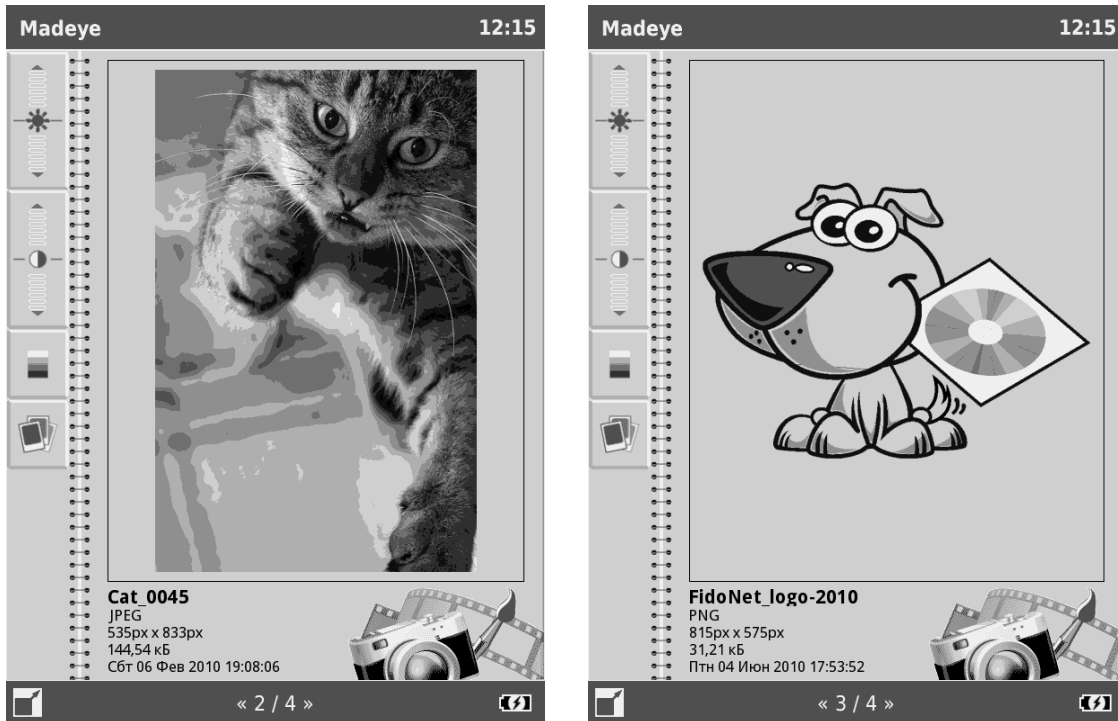 Madeye 12:15
Cat_0045
JPEG
535px x 833px
144,54 кБ
Сбт 06 Фев 2010 19:08:06
« 2 / 4 »
Madeye 12:15
FidoNet_logo-2010
PNG
815px x 575px
31,21 кБ
Птн 04 Июн 2010 17:53:52
« 3 / 4 »